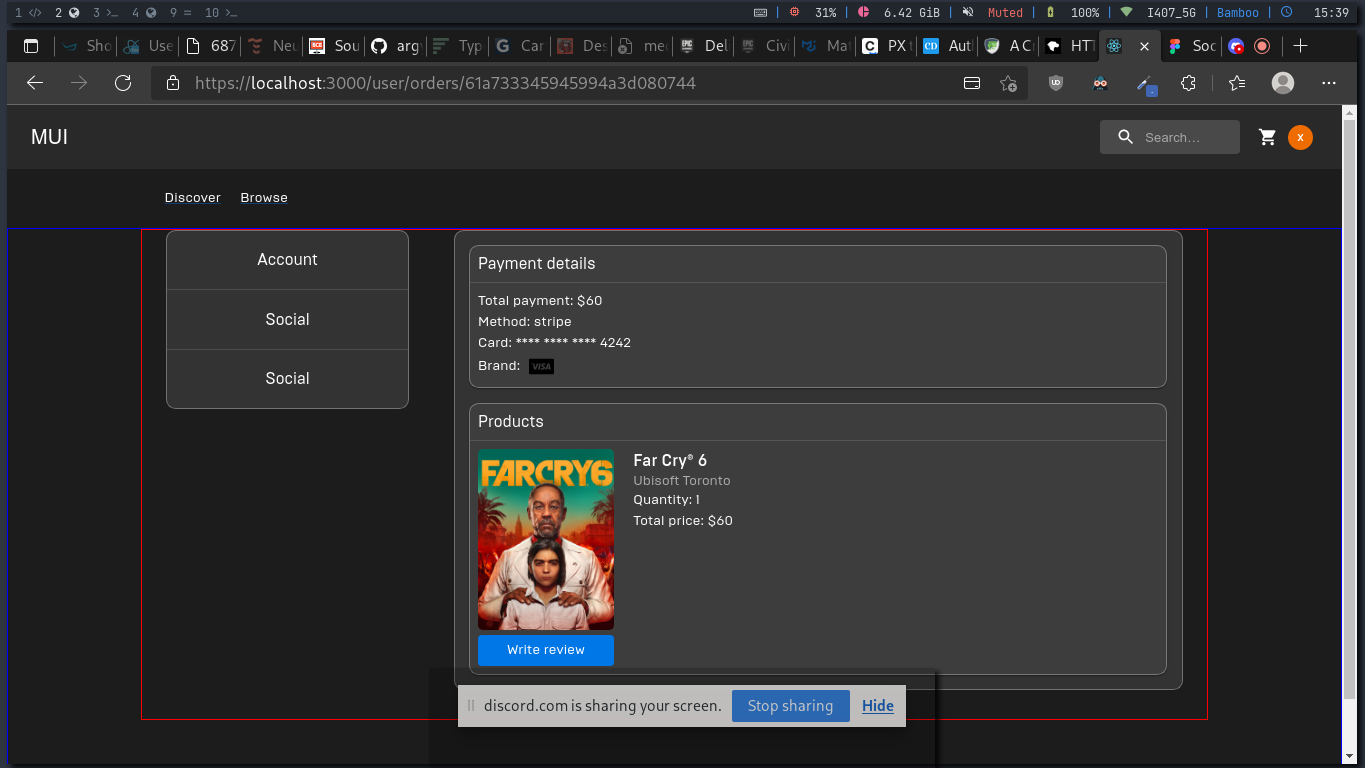 1 2 3 4 9 = 10 31% | 6.42 GiB | Muted | 100% | I407_5G | Bamboo | 15:39
Sho Use 687 Neu Sou arg Typ Car Des med Del Civi Mat PX t Aut A C HTT Soc
https://localhost:3000/user/orders/61a733345945994a3d080744
MUI
Search...
X
Discover Browse
Account
Social
Social
Payment details
Total payment: $60
Method: stripe
Card: **** **** **** 4242
Brand: VISA
Products
FARCRY6
Far Cry® 6
Ubisoft Toronto
Quantity: 1
Total price: $60
Write review
discord.com is sharing your screen. Stop sharing Hide